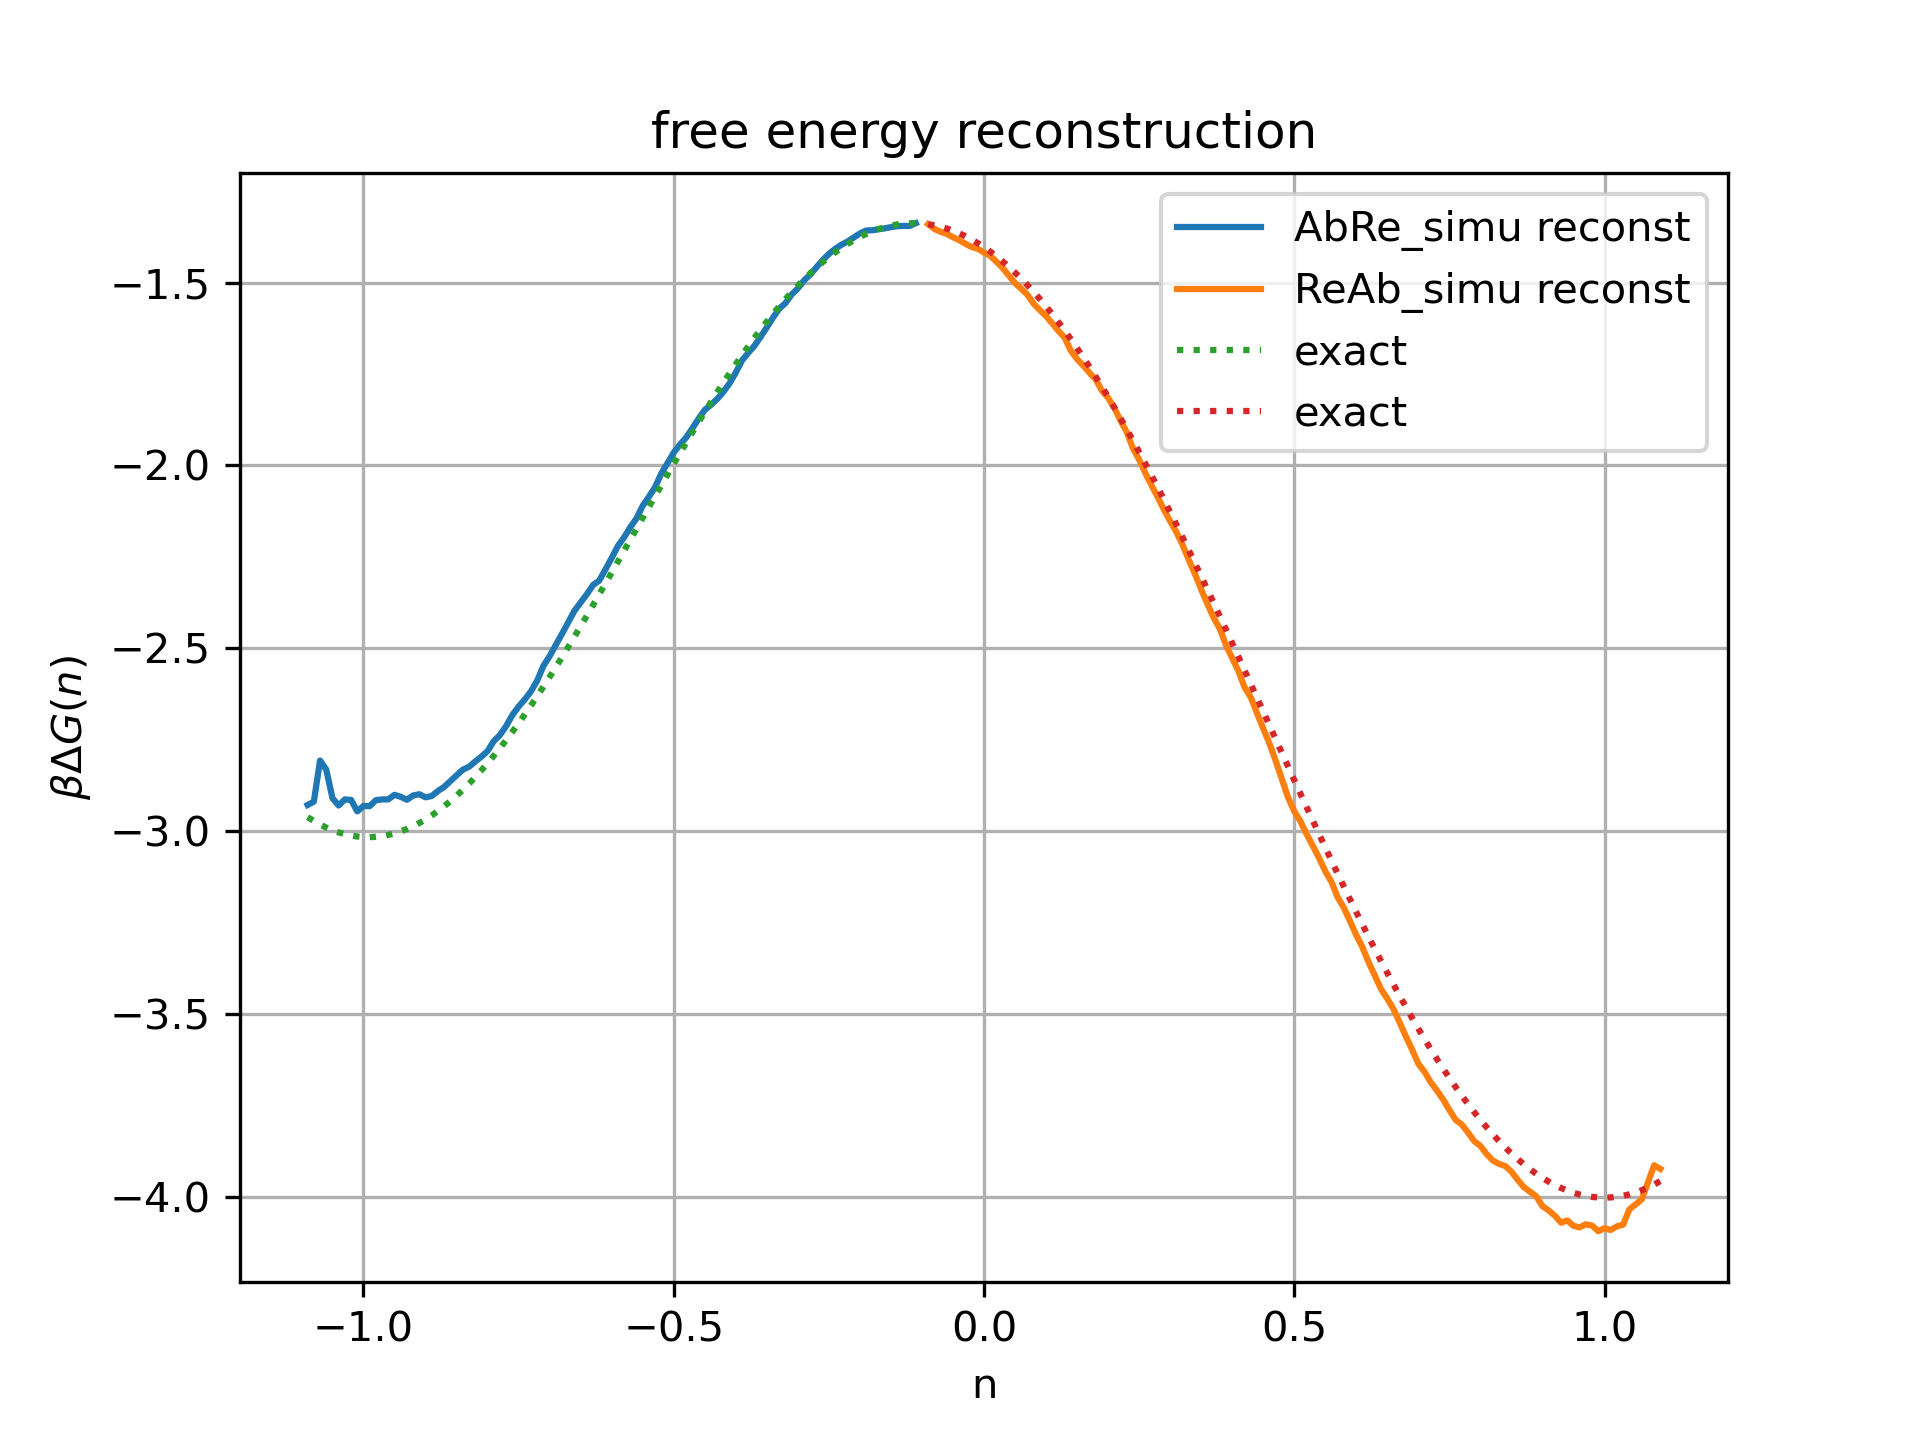 free energy reconstruction
AbRe_simu reconst
ReAb_simu reconst
exact
exact
−1.5
−2.0
−2.5
−3.0
−3.5
−4.0
βΔG(n)
−1.0 −0.5 0.0 0.5 1.0
n